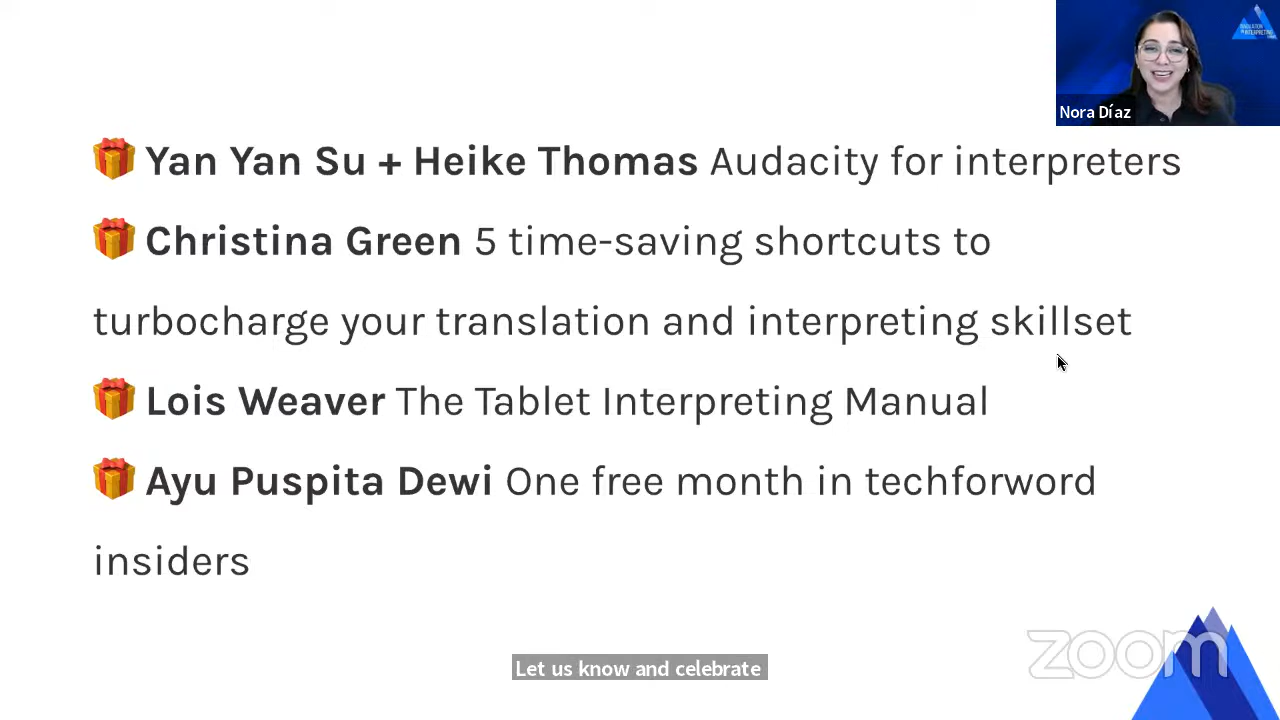 Nora Díaz
🎁 Yan Yan Su + Heike Thomas Audacity for interpreters
🎁 Christina Green 5 time-saving shortcuts to
turbocharge your translation and interpreting skillset
🎁 Lois Weaver The Tablet Interpreting Manual
🎁 Ayu Puspita Dewi One free month in techforword
insiders
zoom
Let us know and celebrate